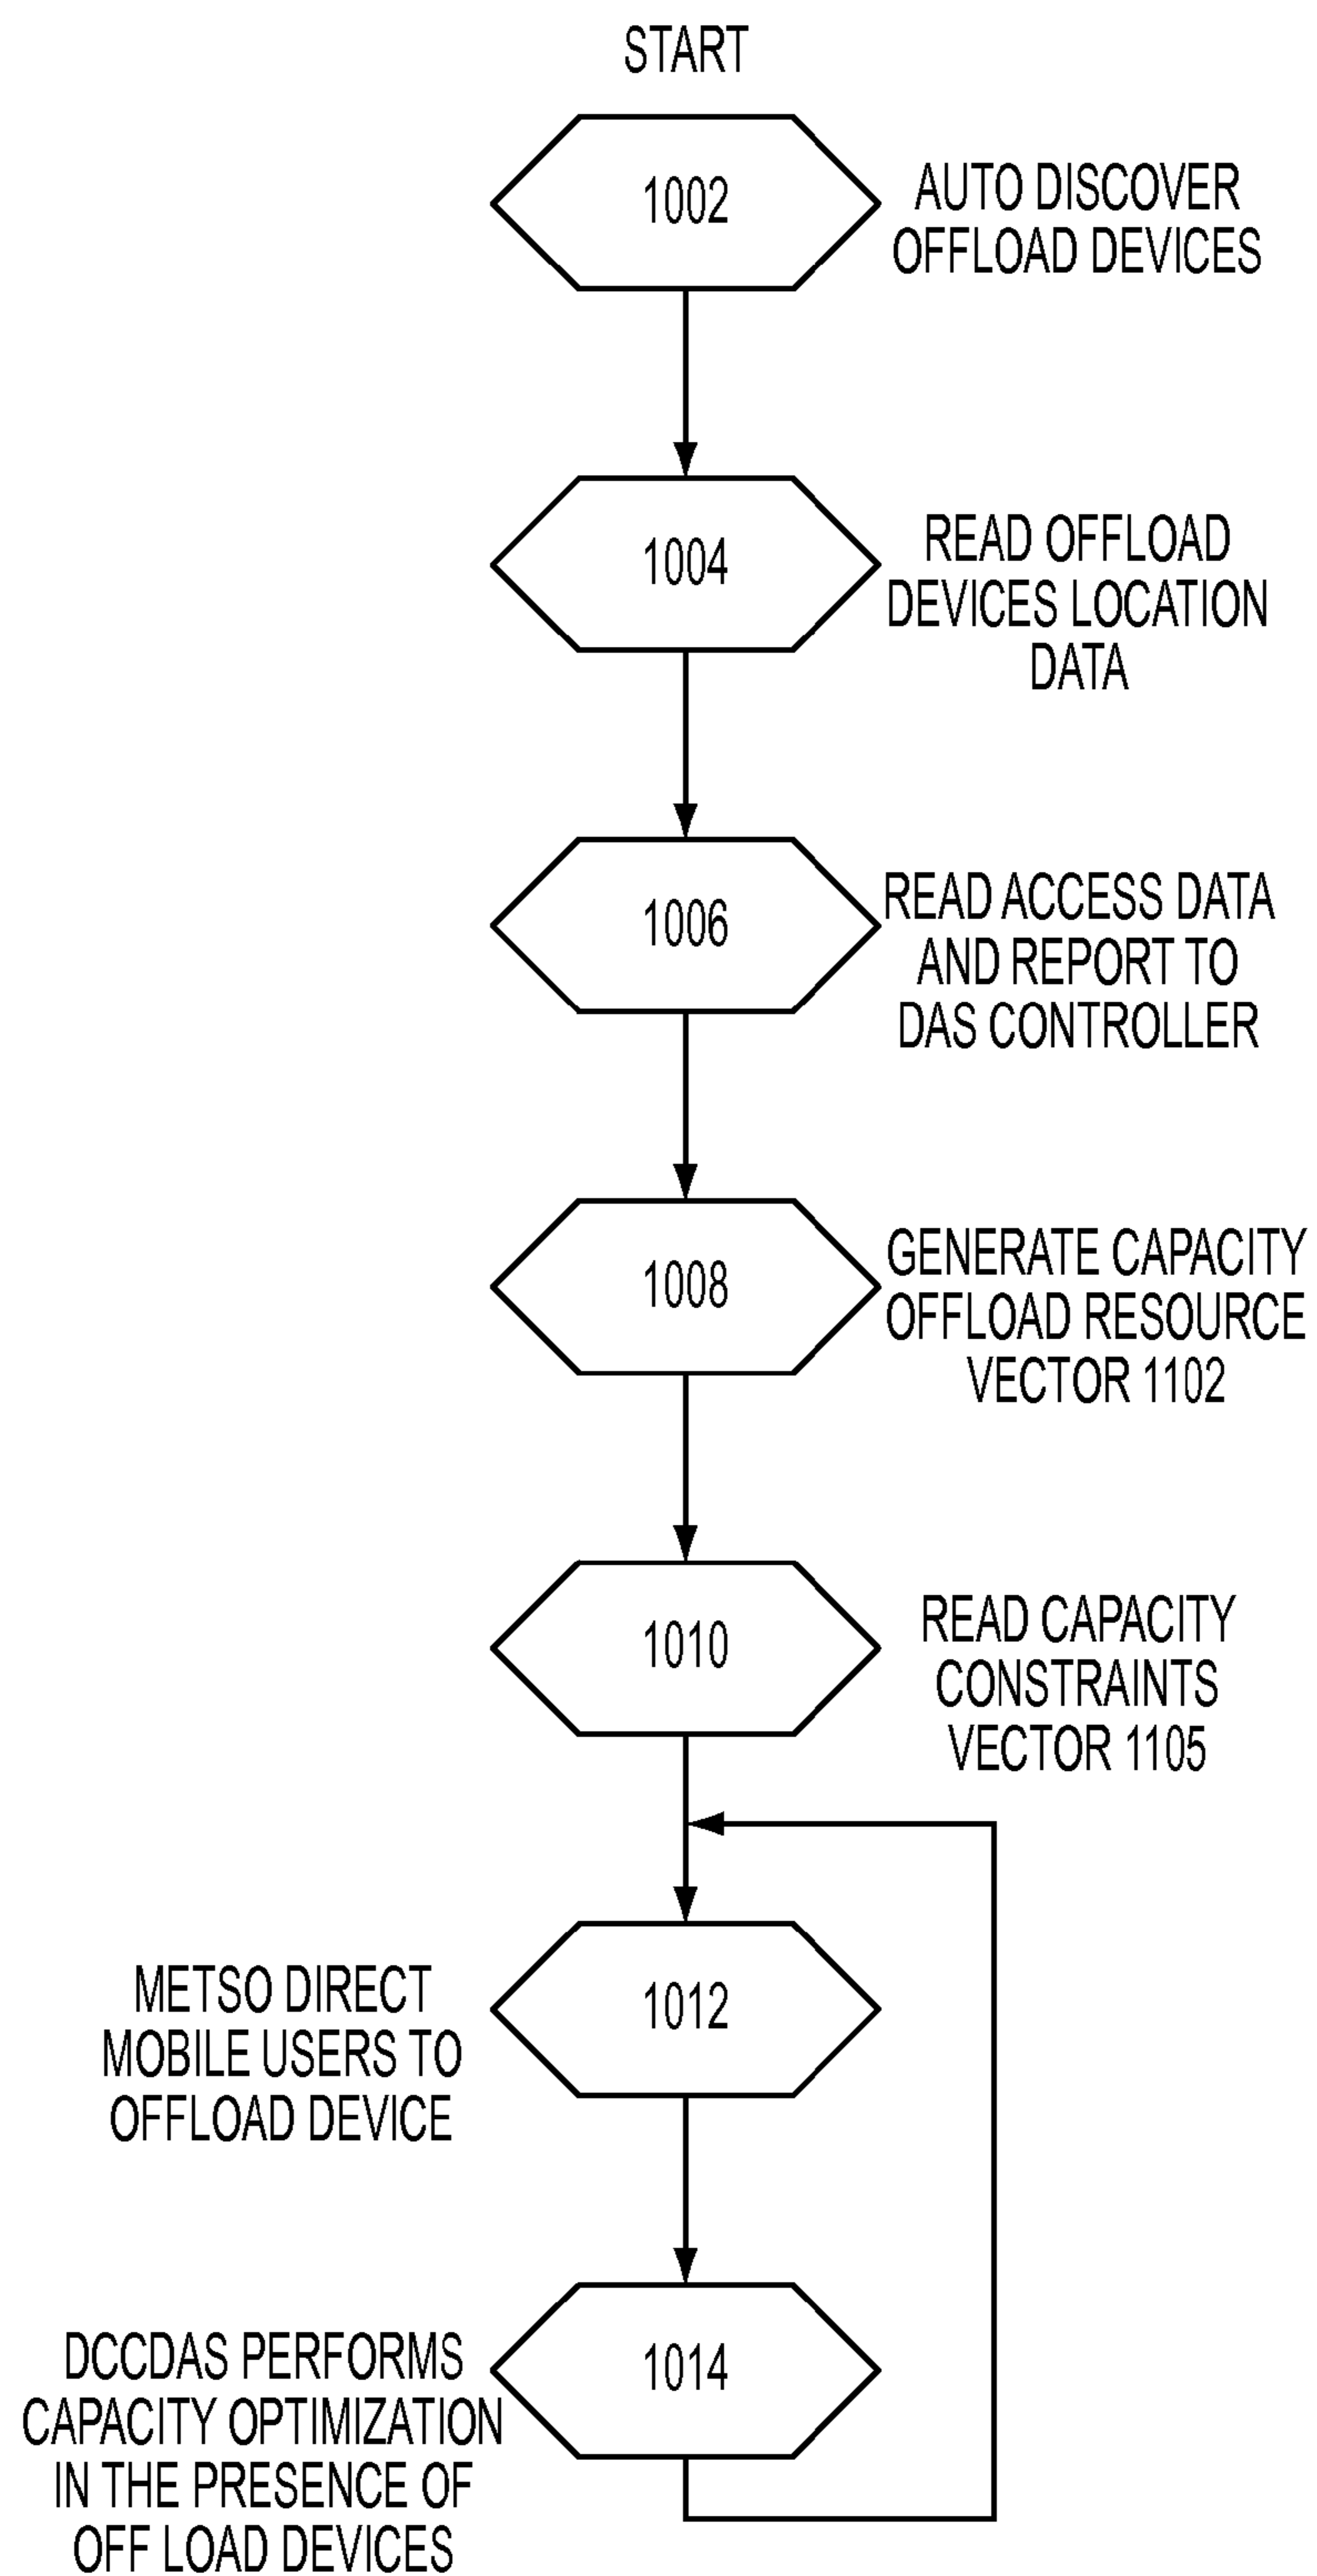 START
1002
AUTO DISCOVER
OFFLOAD DEVICES
1004
READ OFFLOAD
DEVICES LOCATION
DATA
1006
READ ACCESS DATA
AND REPORT TO
DAS CONTROLLER
1008
GENERATE CAPACITY
OFFLOAD RESOURCE
VECTOR 1102
1010
READ CAPACITY
CONSTRAINTS
VECTOR 1105
METSO DIRECT
MOBILE USERS TO
OFFLOAD DEVICE
1012
DCCDAS PERFORMS
CAPACITY OPTIMIZATION
IN THE PRESENCE OF
OFF LOAD DEVICES
1014